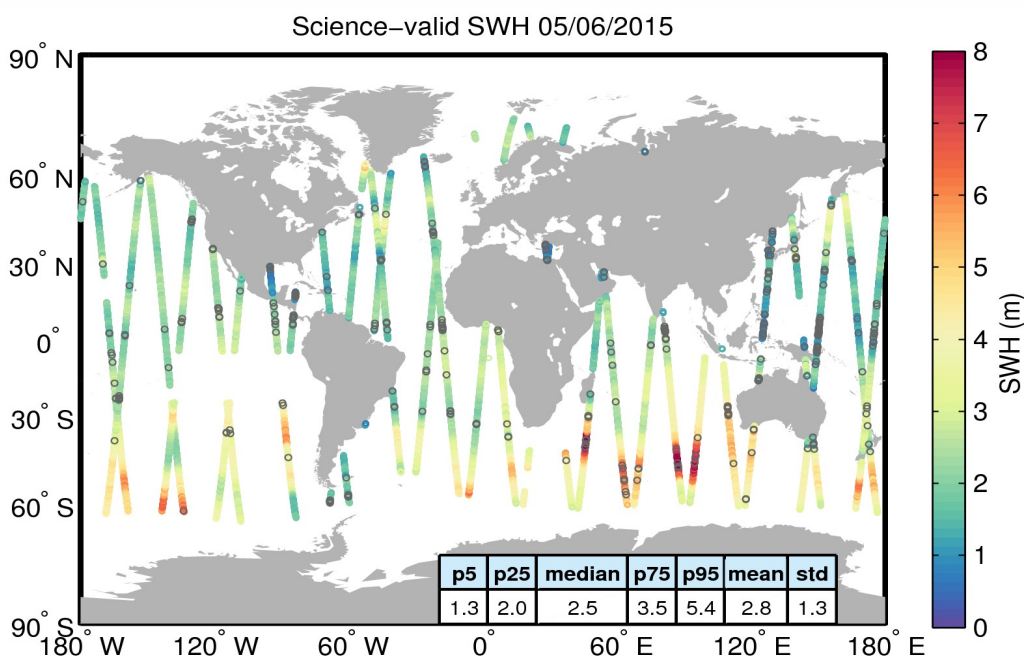 Science–valid SWH 05/06/2015
90° N
60° N
30° N
0°
30° S
60° S
90° S
180° W
120° W
60° W
0°
60° E
120° E
180° E
8
7
6
5
4
3
2
1
0
SWH (m)
p5 p25 median p75 p95 mean std
1.3 2.0 2.5 3.5 5.4 2.8 1.3